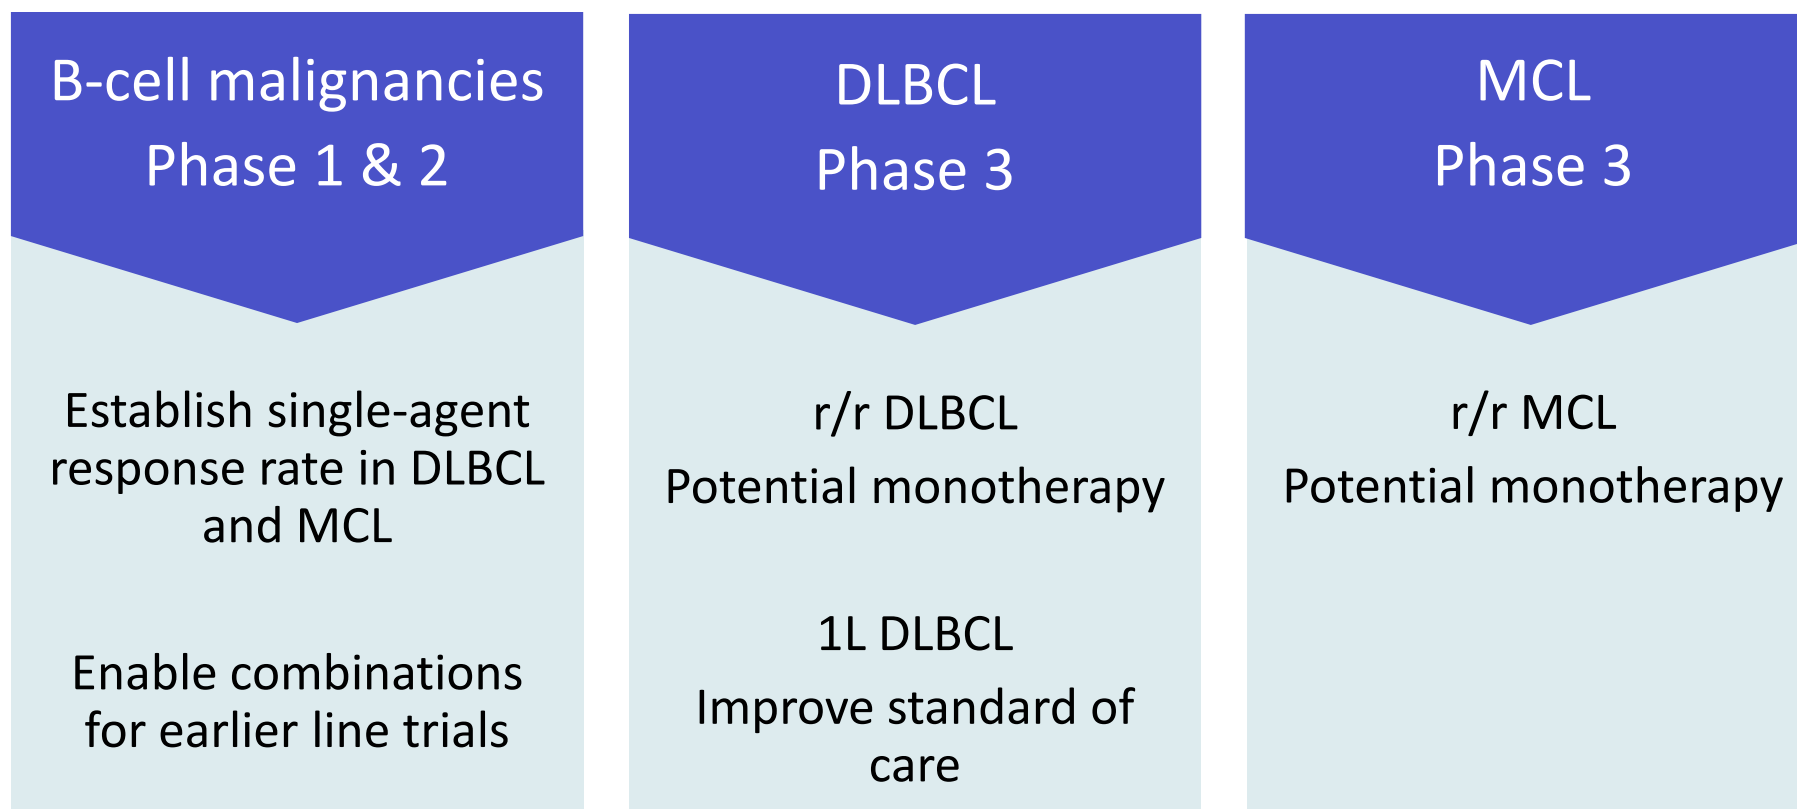 B-cell malignancies
Phase 1 & 2
Establish single-agent
response rate in DLBCL
and MCL
Enable combinations
for earlier line trials
DLBCL
Phase 3
r/r DLBCL
Potential monotherapy
1L DLBCL
Improve standard of
care
MCL
Phase 3
r/r MCL
Potential monotherapy